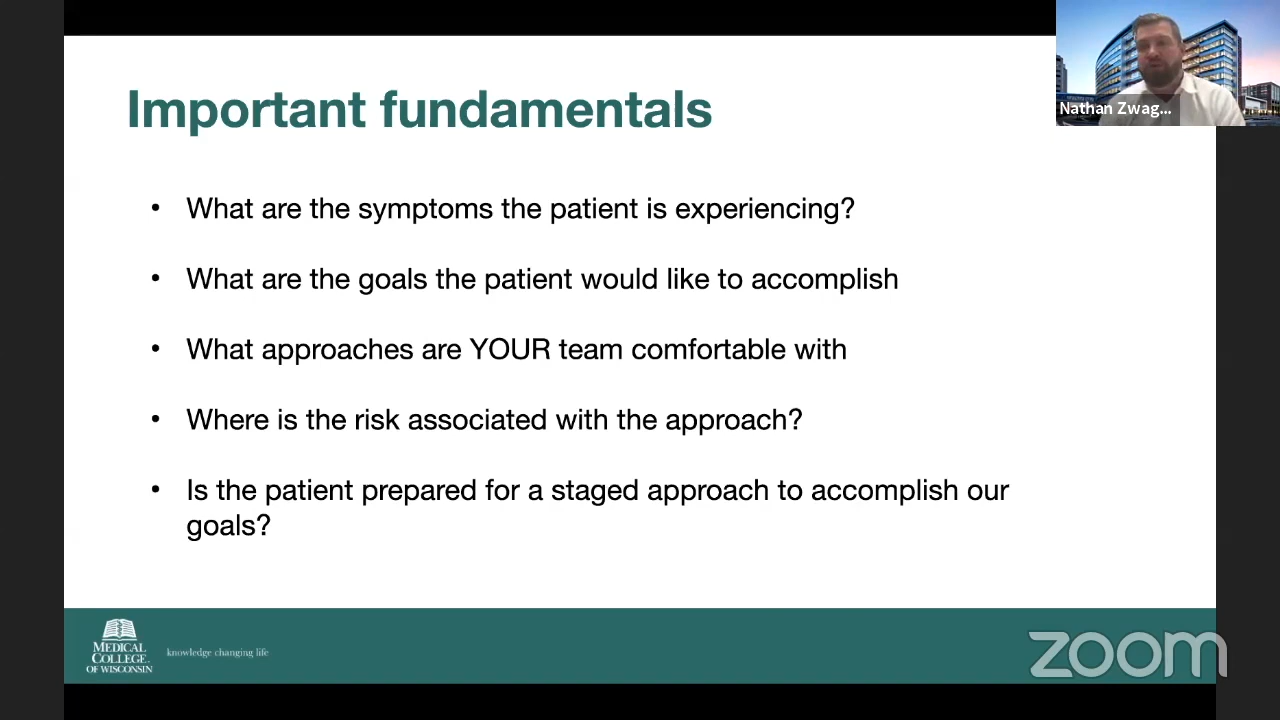 Nathan Zwag...
Important fundamentals
• What are the symptoms the patient is experiencing?
• What are the goals the patient would like to accomplish
• What approaches are YOUR team comfortable with
• Where is the risk associated with the approach?
• Is the patient prepared for a staged approach to accomplish our
goals?
MEDICAL
COLLEGE
OF WISCONSIN
knowledge changing life
zoom